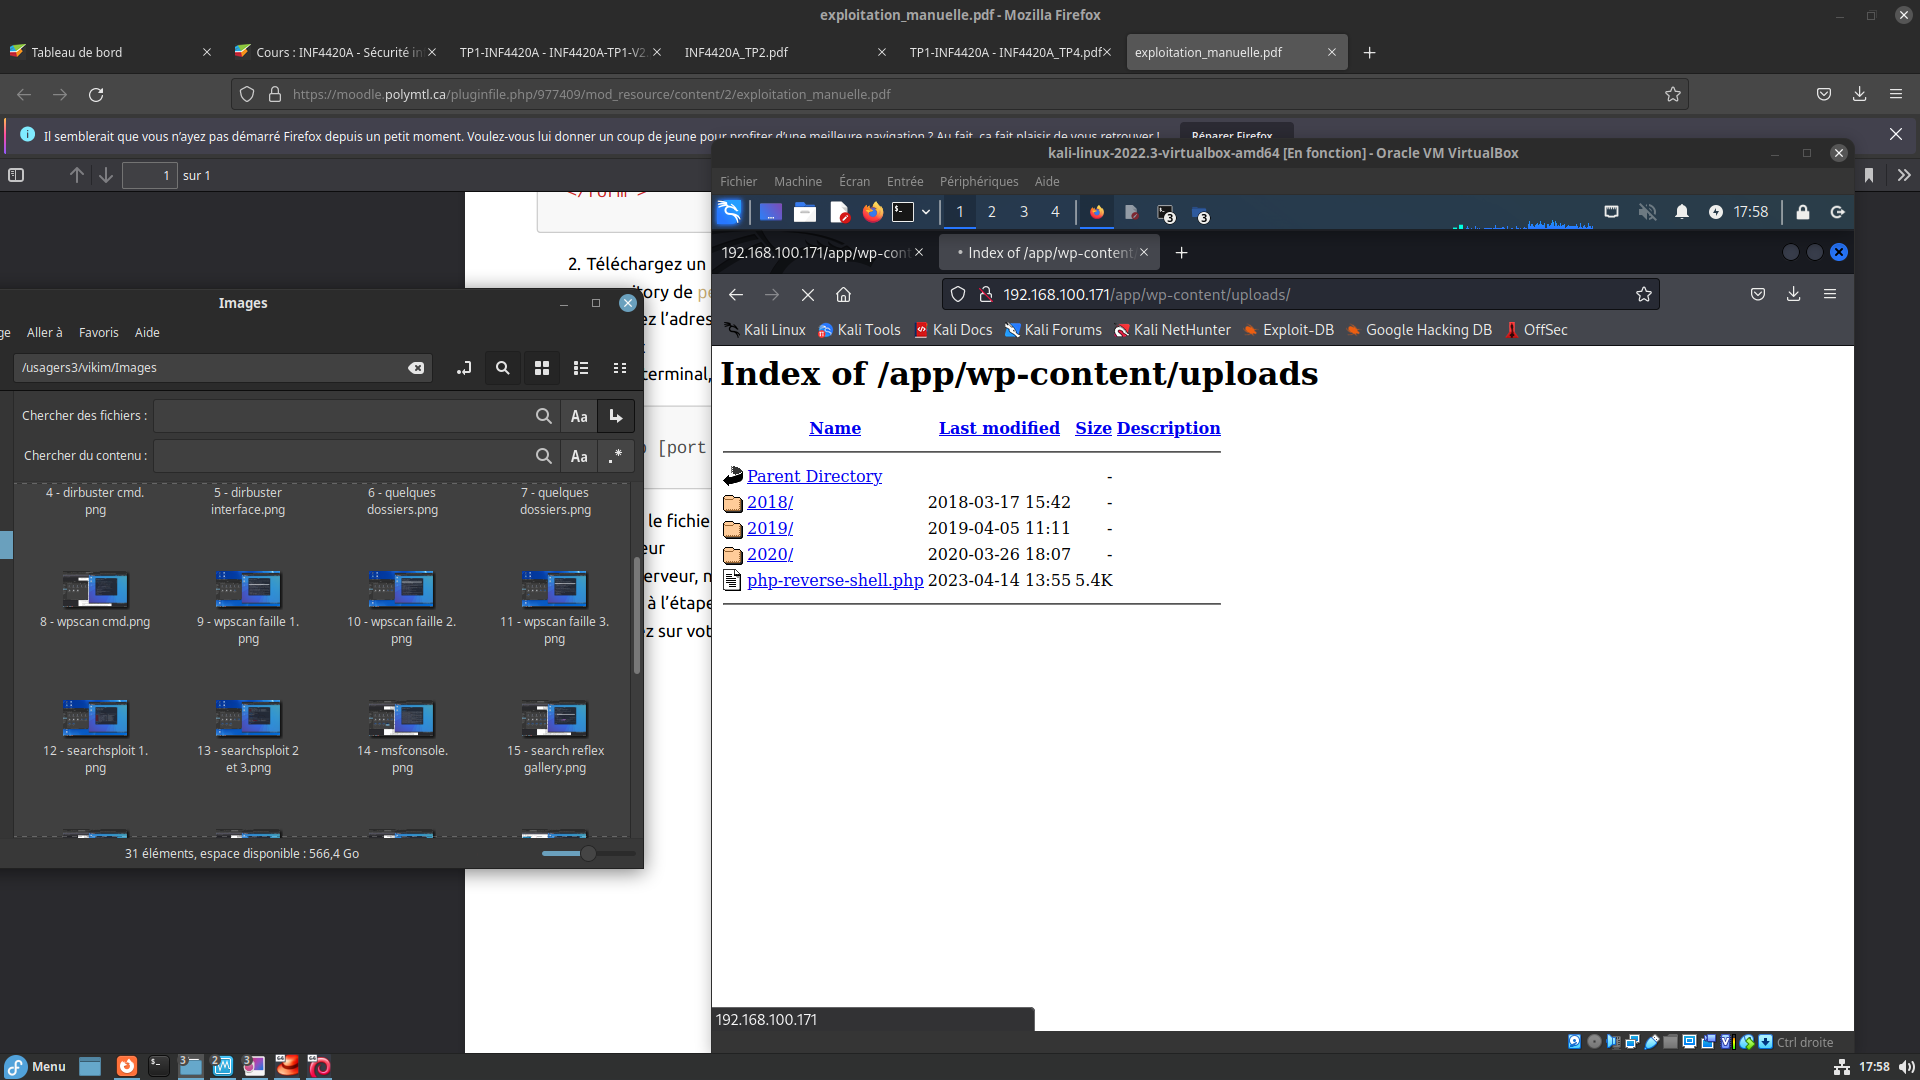 exploitation_manuelle.pdf - Mozilla Firefox
Tableau de bord
Cours : INF4420A - Sécurité in
TP1-INF4420A - INF4420A-TP1-V2
INF4420A_TP2.pdf
TP1-INF4420A - INF4420A_TP4.pdf
exploitation_manuelle.pdf
https://moodle.polymtl.ca/pluginfile.php/977409/mod_resource/content/2/exploitation_manuelle.pdf
Il semblerait que vous n'ayez pas démarré Firefox depuis un petit moment. Voulez-vous lui donner un coup de jeune pour profiter d'une meilleure navigation ? Au fait, ça fait plaisir de vous retrouver !
Réparer Firefox
1 sur 1
2. Téléchargez un
ory de pe
ez l'adres
terminal,
[port
le fichie
eur
erveur, m
à l'étape
z sur vot
Images
ge Aller à Favoris Aide
/usagers3/vikim/Images
Chercher des fichiers :
Aa
Chercher du contenu :
Aa .*
4 - dirbuster cmd.
png
5 - dirbuster
interface.png
6 - quelques
dossiers.png
7 - quelques
dossiers.png
8 - wpscan cmd.png
9 - wpscan faille 1.
png
10 - wpscan faille 2.
png
11 - wpscan faille 3.
png
12 - searchsploit 1.
png
13 - searchsploit 2
et 3.png
14 - msfconsole.
png
15 - search reflex
gallery.png
31 éléments, espace disponible : 566,4 Go
kali-linux-2022.3-virtualbox-amd64 [En fonction] - Oracle VM VirtualBox
Fichier Machine Écran Entrée Périphériques Aide
1 2 3 4
3
3
17:58
192.168.100.171/app/wp-cont
Index of /app/wp-content
192.168.100.171/app/wp-content/uploads/
Kali Linux Kali Tools Kali Docs Kali Forums Kali NetHunter Exploit-DB Google Hacking DB OffSec
Index of /app/wp-content/uploads
Name Last modified Size Description
Parent Directory -
2018/ 2018-03-17 15:42 -
2019/ 2019-04-05 11:11 -
2020/ 2020-03-26 18:07 -
php-reverse-shell.php 2023-04-14 13:55 5.4K
192.168.100.171
Ctrl droite
Menu
3 2 3
17:58